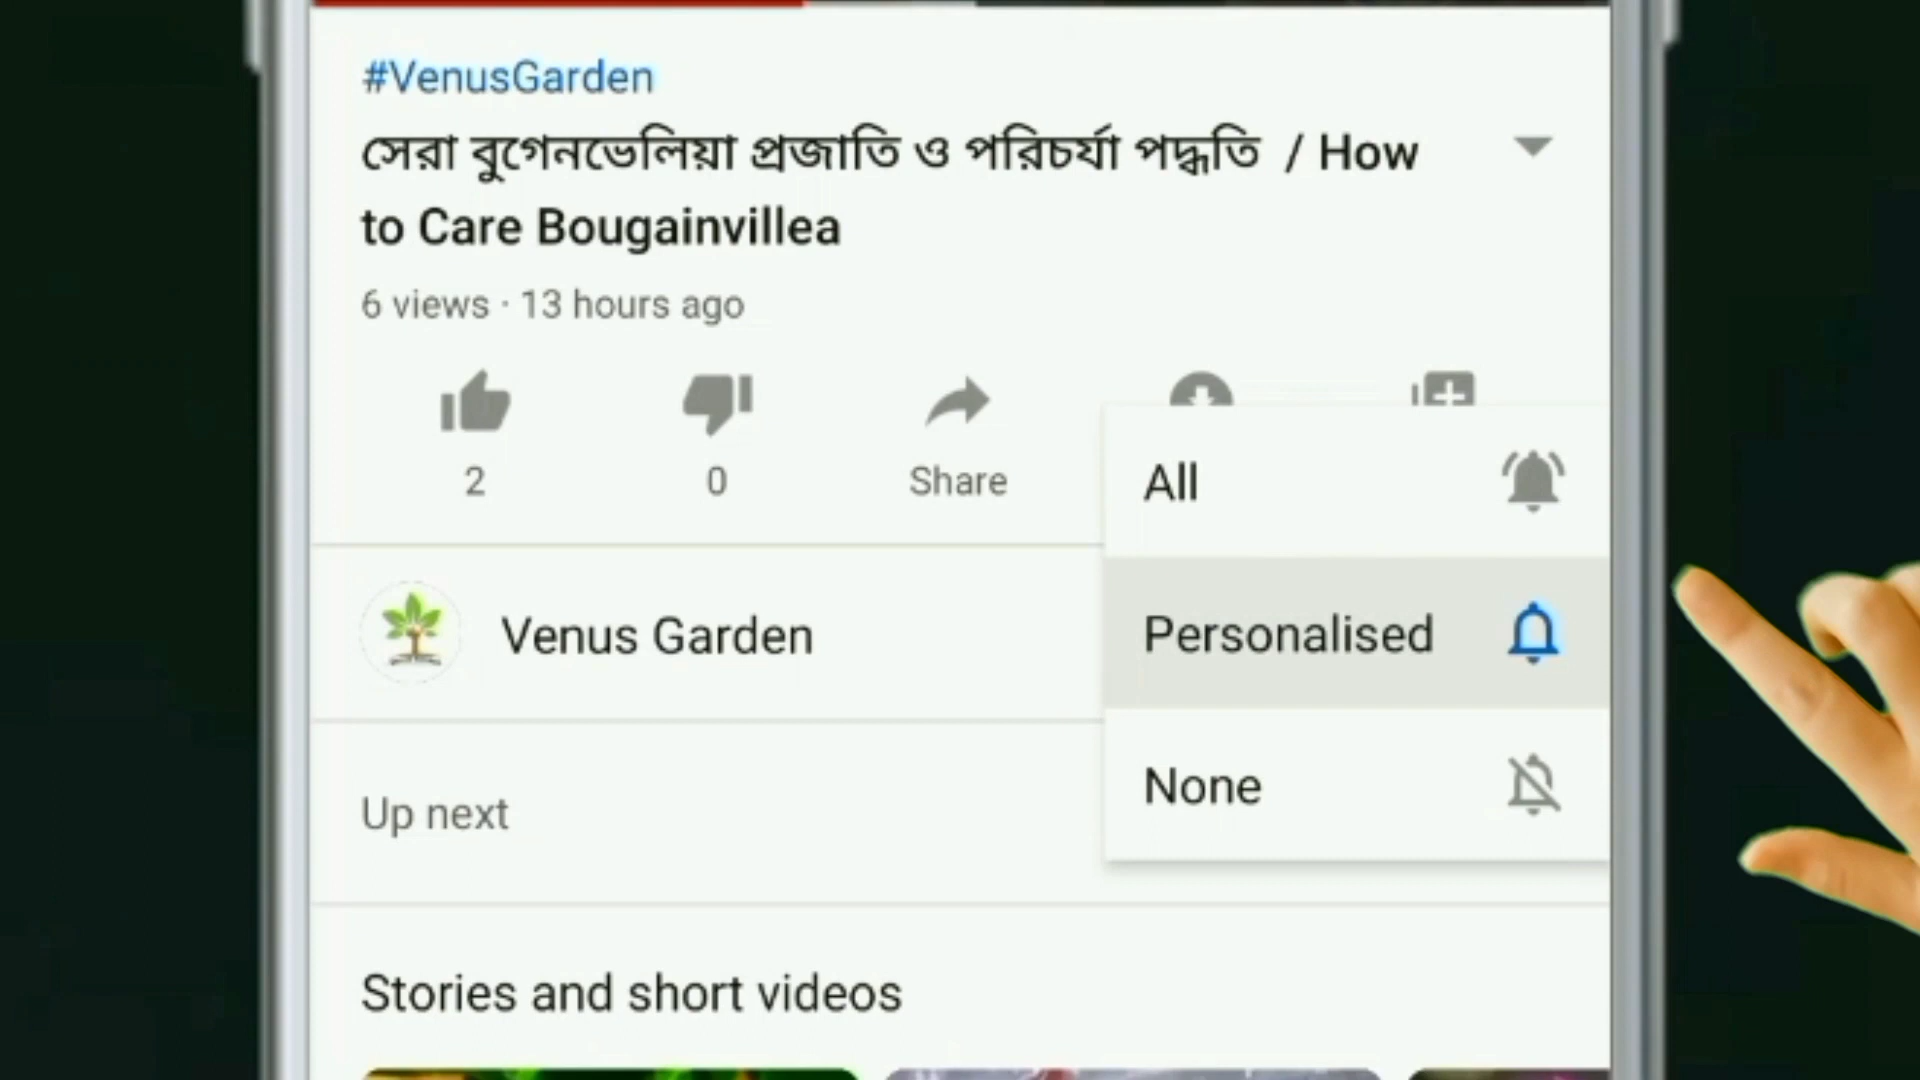 #VenusGarden
সেরা বুগেনভেলিয়া প্রজাতি ও পরিচর্যা পদ্ধতি / How
to Care Bougainvillea
6 views · 13 hours ago
2
0
Share
All
Personalised
None
Venus Garden
Up next
Stories and short videos